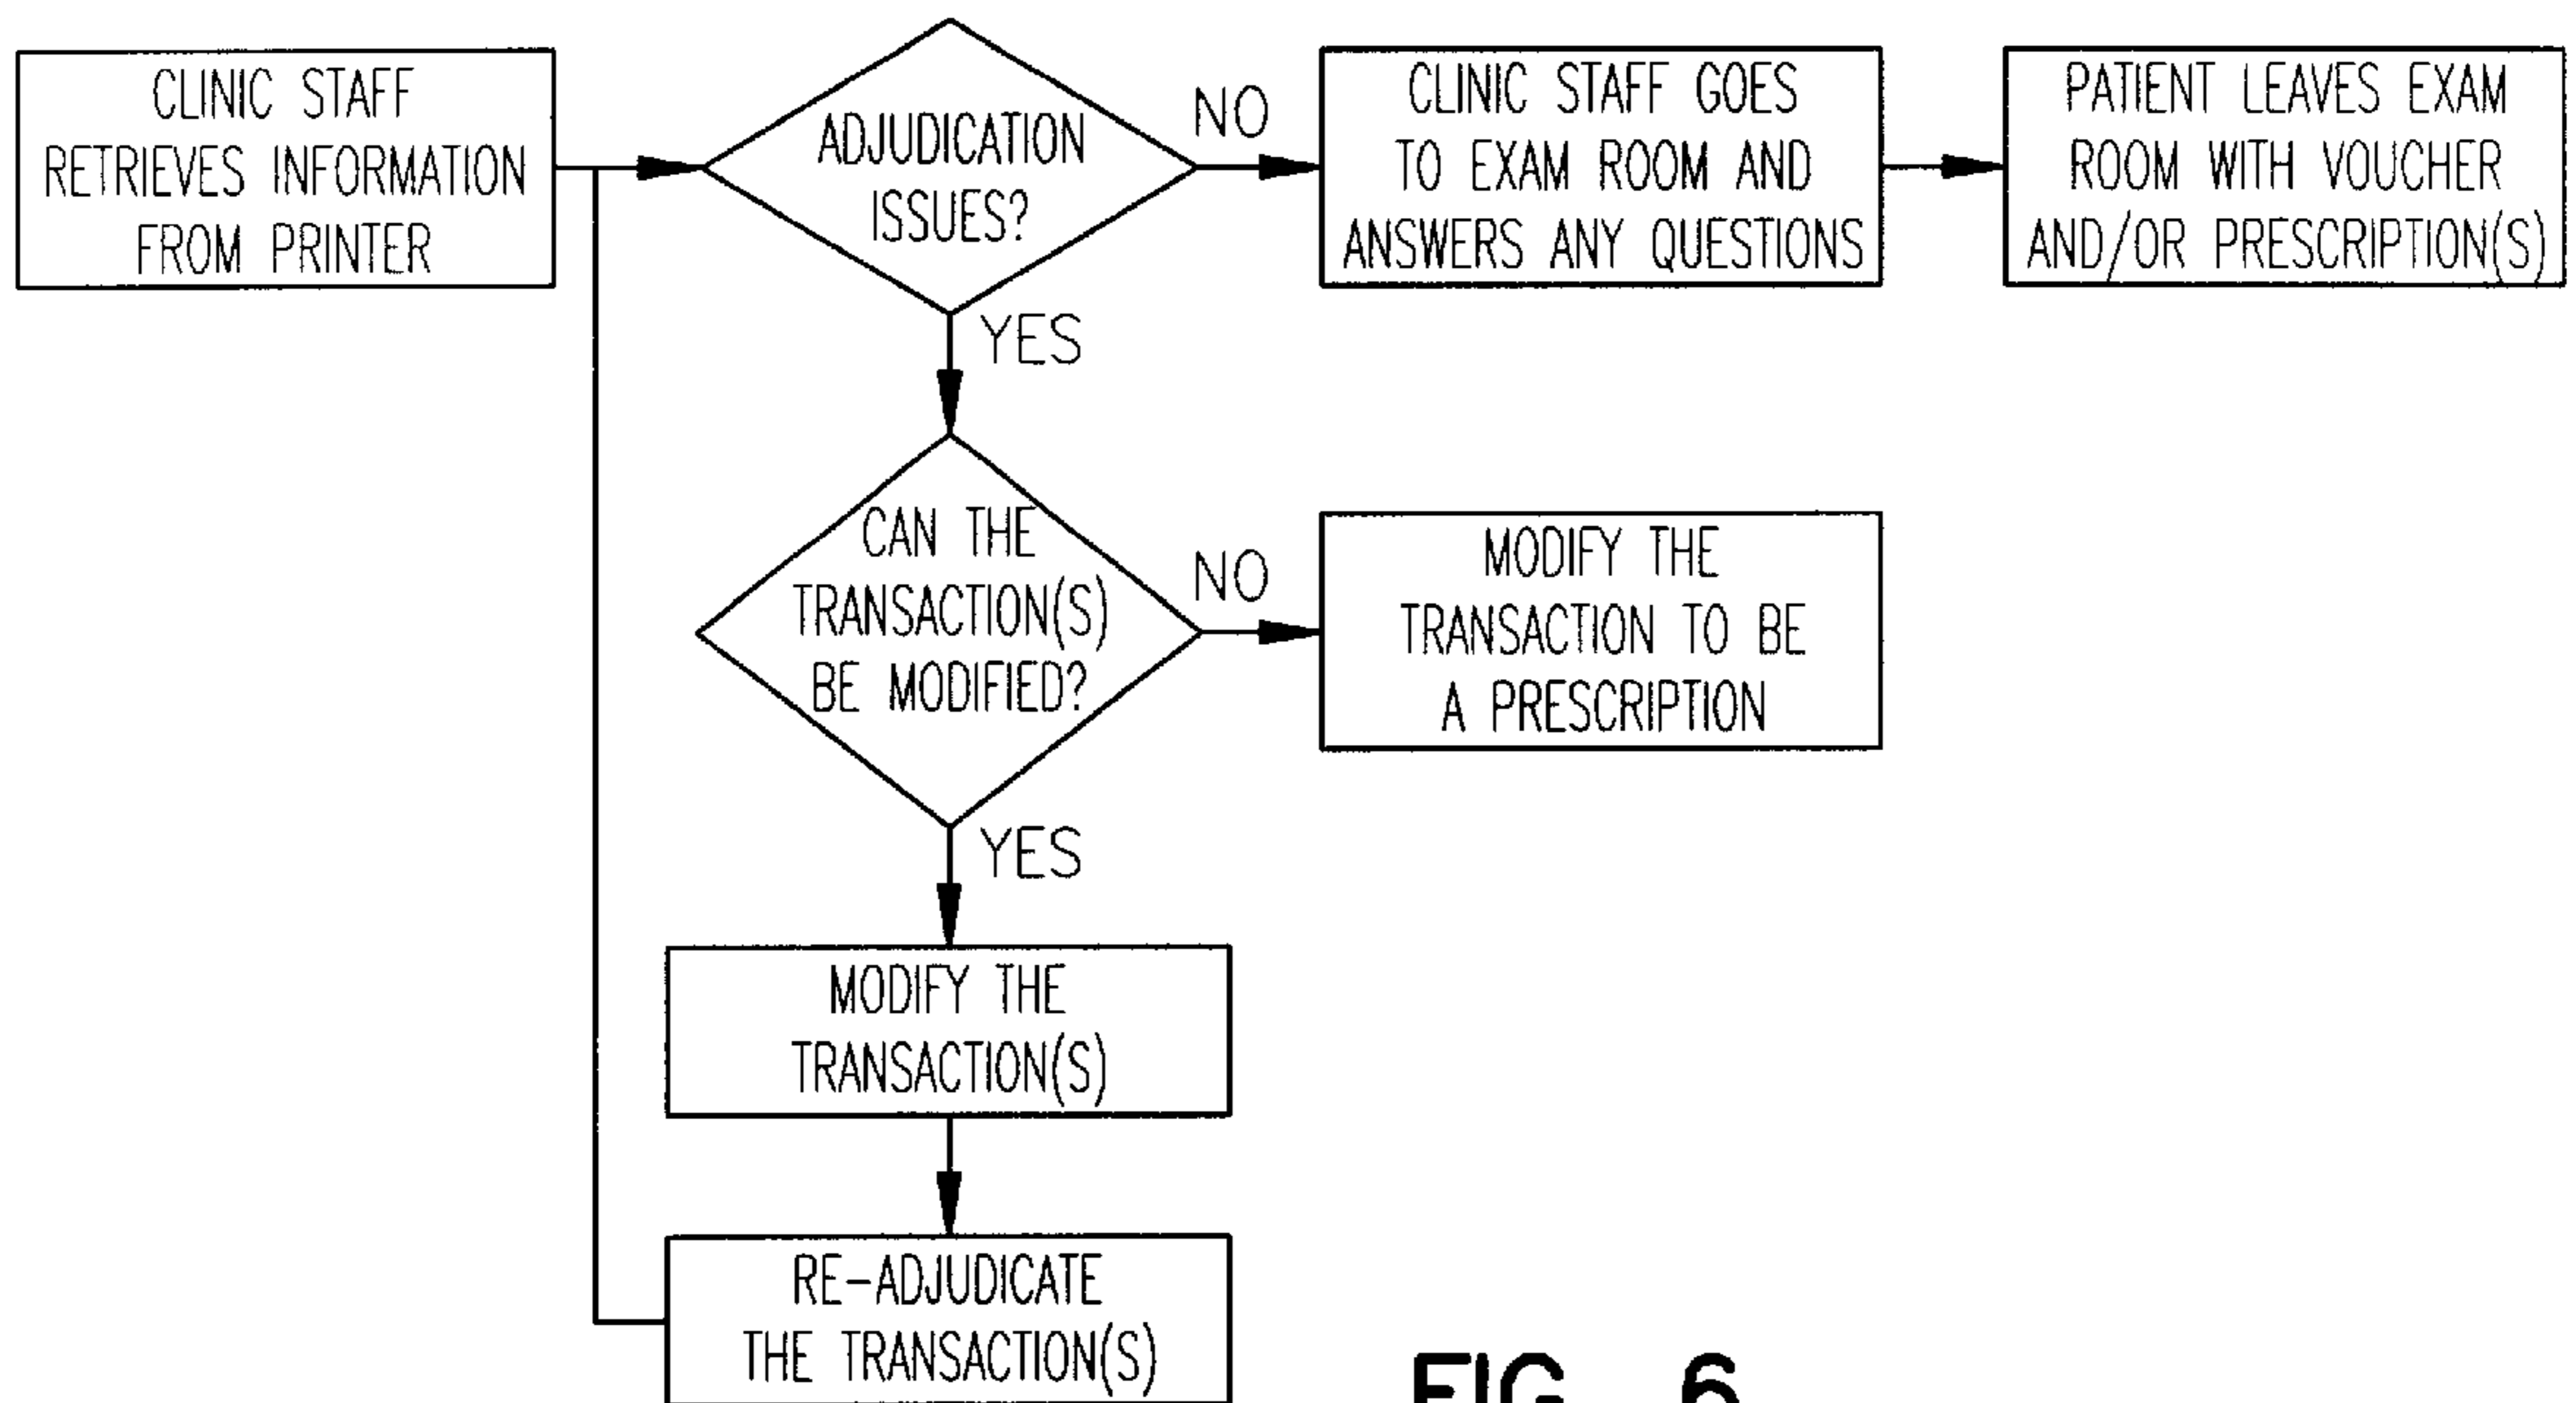 CLINIC STAFF
RETRIEVES INFORMATION
FROM PRINTER
ADJUDICATION
ISSUES?
NO
CLINIC STAFF GOES
TO EXAM ROOM AND
ANSWERS ANY QUESTIONS
PATIENT LEAVES EXAM
ROOM WITH VOUCHER
AND/OR PRESCRIPTION(S)
YES
CAN THE
TRANSACTION(S)
BE MODIFIED?
NO
MODIFY THE
TRANSACTION TO BE
A PRESCRIPTION
YES
MODIFY THE
TRANSACTION(S)
RE-ADJUDICATE
THE TRANSACTION(S)
FIG. 6